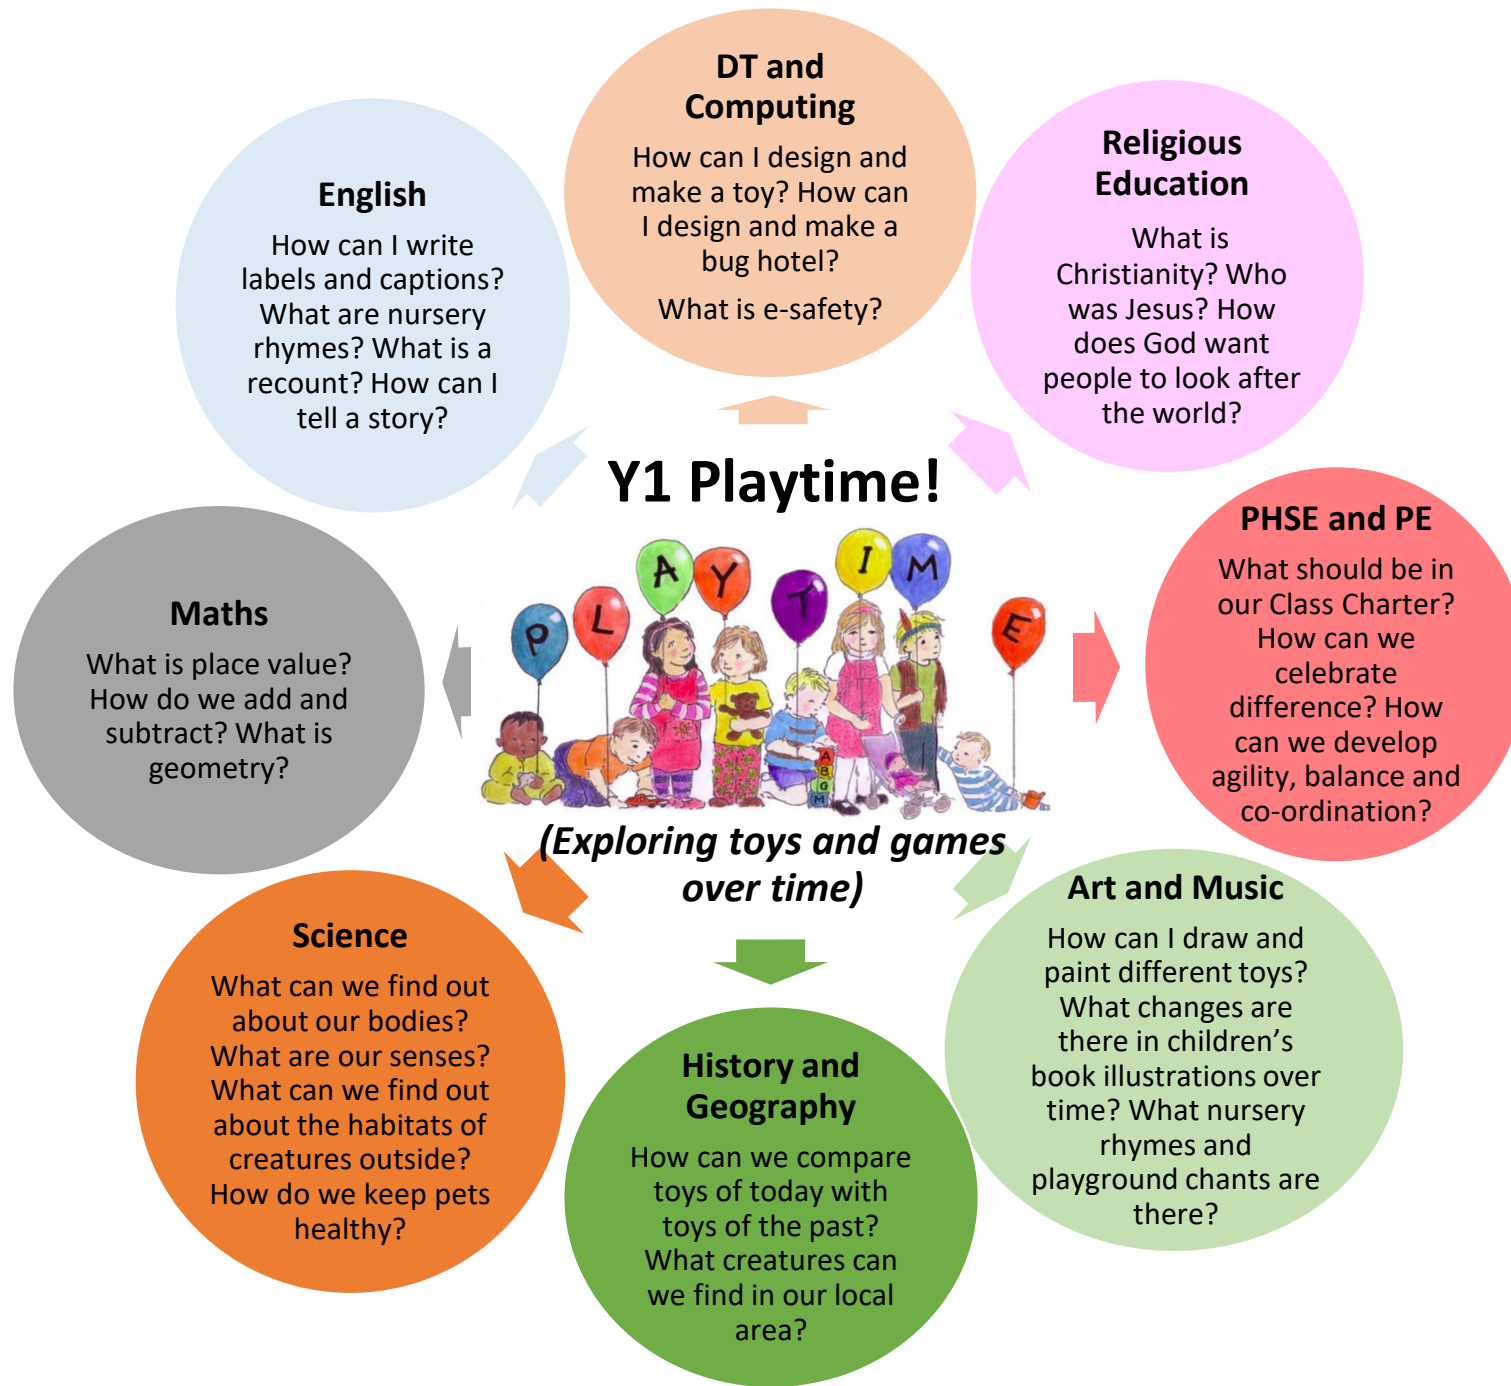 DT and
Computing
How can I design and
make a toy? How can
I design and make a
bug hotel?
What is e-safety?
Religious
Education
What is
Christianity? Who
was Jesus? How
does God want
people to look after
the world?
PHSE and PE
What should be in
our Class Charter?
How can we
celebrate
difference? How
can we develop
agility, balance and
co-ordination?
Art and Music
How can I draw and
paint different toys?
What changes are
there in children's
book illustrations over
time? What nursery
rhymes and
playground chants are
there?
History and
Geography
How can we compare
toys of today with
toys of the past?
What creatures can
we find in our local
area?
Science
What can we find out
about our bodies?
What are our senses?
What can we find out
about the habitats of
creatures outside?
How do we keep pets
healthy?
Maths
What is place value?
How do we add and
subtract? What is
geometry?
English
How can I write
labels and captions?
What are nursery
rhymes? What is a
recount? How can I
tell a story?
Y1 Playtime!
PLAYTIME
A
B
G
M
(Exploring toys and games
over time)